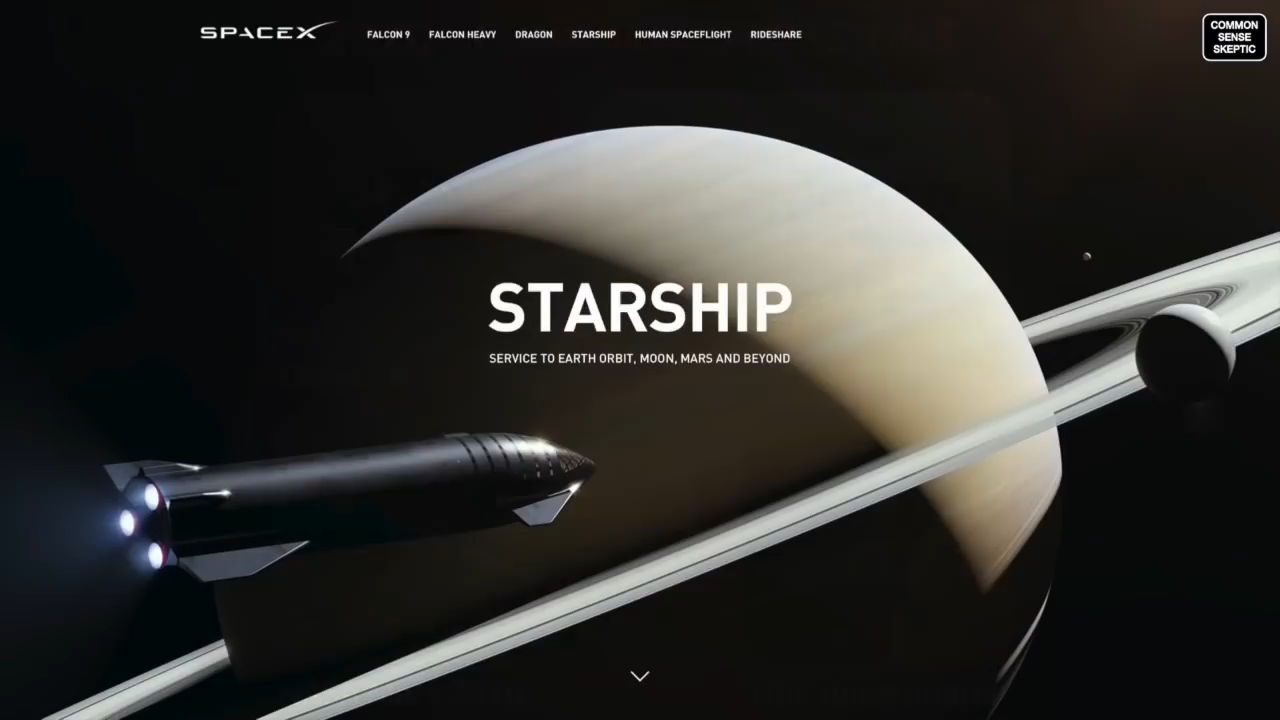 SPACEX
FALCON 9 FALCON HEAVY DRAGON STARSHIP HUMAN SPACEFLIGHT RIDESHARE
COMMON
SENSE
SKEPTIC
STARSHIP
SERVICE TO EARTH ORBIT, MOON, MARS AND BEYOND